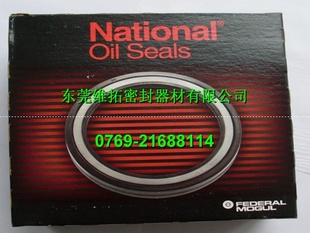 National®
Oil Seals
东莞维拓密封器材有限公司
0769-21688114
FEDERAL
MOGUL